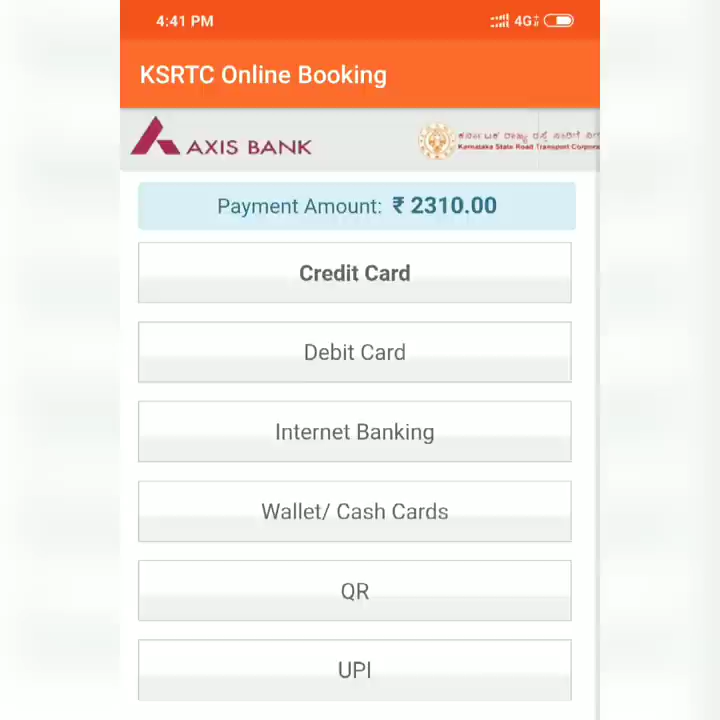 4:41 PM
4G
KSRTC Online Booking
AXIS BANK
Karnataka State Road Transport
Payment Amount: ₹ 2310.00
Credit Card
Debit Card
Internet Banking
Wallet/ Cash Cards
QR
UPI